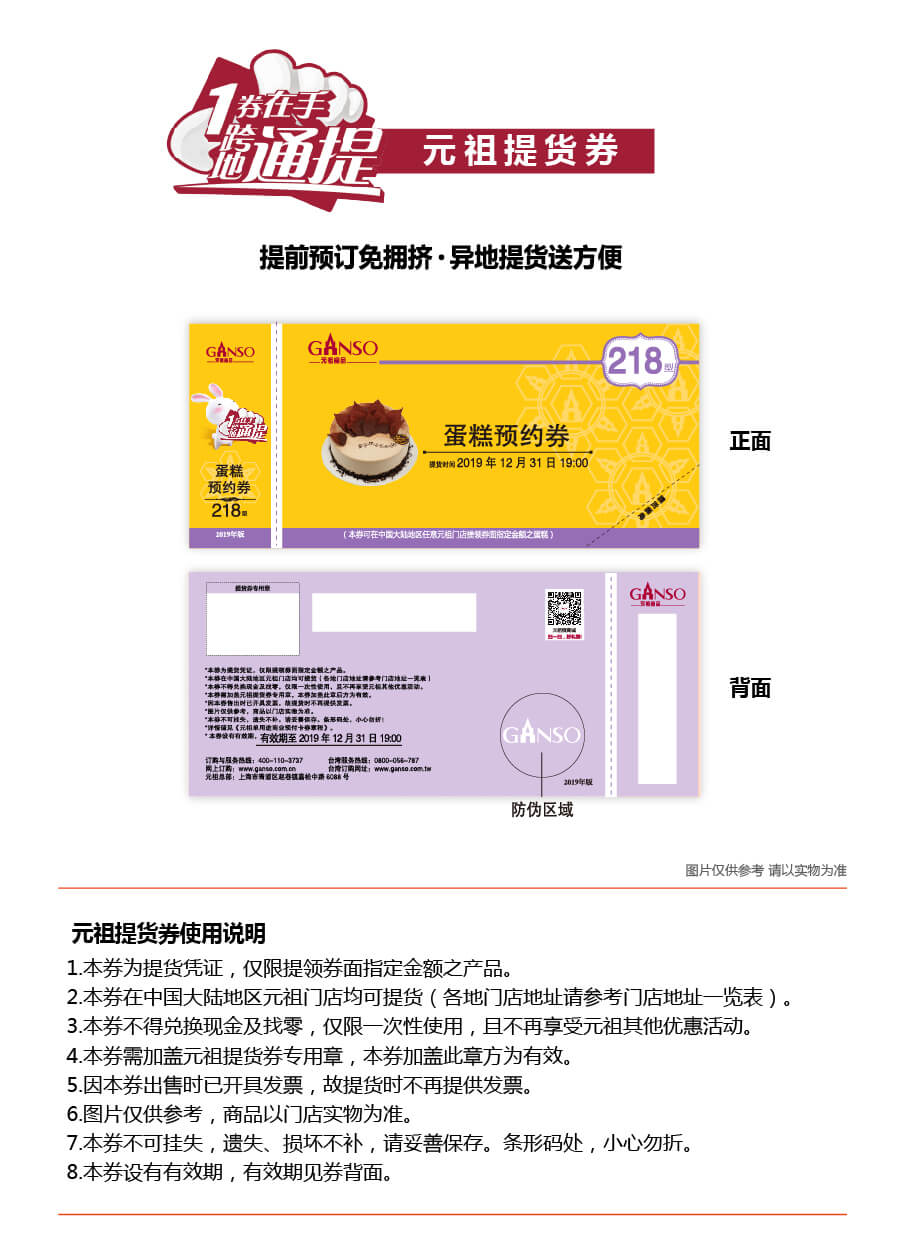 1券在手
跨地通提
元祖提货券
提前预订免拥挤·异地提货送方便
GANSO
元祖食品
1券在手
跨地通提
蛋糕
预约券
218型
2019年版
GANSO
元祖食品
218型
蛋糕预约券
提货时间 2019 年 12 月 31 日 19:00
（本券可在中国大陆地区任意元祖门店提领券面指定金额之蛋糕）
正面
提货券专用章
GANSO
元祖食品
*本券为提货凭证，仅限提领券面指定金额之产品。
*本券在中国大陆地区元祖门店均可提货（各地门店地址需参考门店地址一览表）
*本券不得兑换现金及找零，仅限一次性使用，且不再享受元祖其他优惠活动。
*本券需加盖元祖提货券专用章，本券加盖此章后方为有效。
*因本券售出时已开具发票，故提货时不再提供发票。
*图片仅供参考，商品以门店实物为准。
*本券不可挂失，遗失不补，请妥善保存。条形码处，小心勿折！
*详情请见《元祖单用途商业预付卡券章程》。
*本券设有有效期，有效期至 2019 年 12 月 31 日 19:00
订购与服务热线：400-110-3737 台湾服务热线：0800-056-787
网上订购：www.ganso.com.cn 台湾订购网址：www.ganso.com.tw
元祖总部：上海市青浦区赵巷镇嘉松中路 6088 号
GANSO
2019年版
背面
防伪区域
图片仅供参考 请以实物为准
元祖提货券使用说明
1.本券为提货凭证，仅限提领券面指定金额之产品。
2.本券在中国大陆地区元祖门店均可提货（各地门店地址请参考门店地址一览表）。
3.本券不得兑换现金及找零，仅限一次性使用，且不再享受元祖其他优惠活动。
4.本券需加盖元祖提货券专用章，本券加盖此章方为有效。
5.因本券出售时已开具发票，故提货时不再提供发票。
6.图片仅供参考，商品以门店实物为准。
7.本券不可挂失，遗失、损坏不补，请妥善保存。条形码处，小心勿折。
8.本券设有有效期，有效期见券背面。